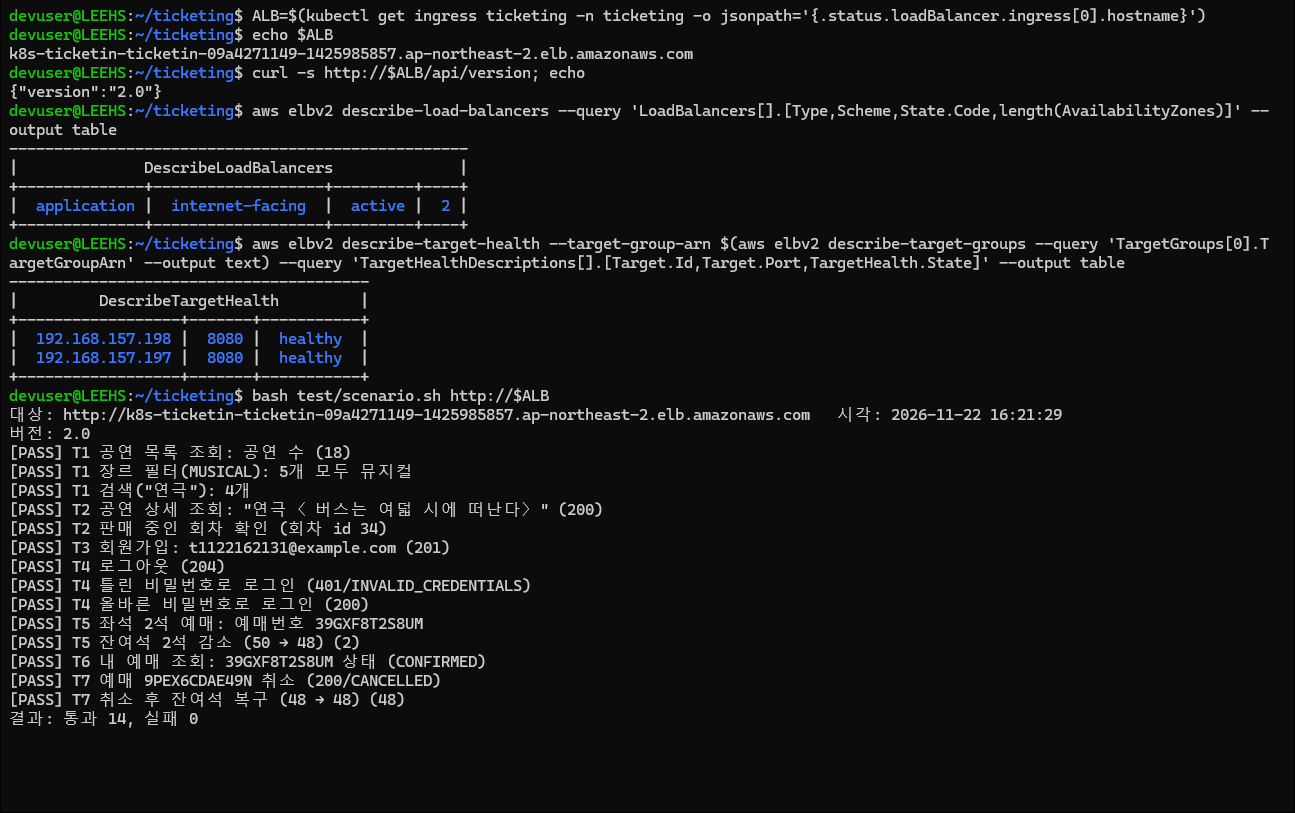 devuser@LEEHS:~/ticketing$ ALB=$(kubectl get ingress ticketing -n ticketing -o jsonpath='{.status.loadBalancer.ingress[0].hostname}')
devuser@LEEHS:~/ticketing$ echo $ALB
k8s-ticketin-ticketin-09a4271149-1425985857.ap-northeast-2.elb.amazonaws.com
devuser@LEEHS:~/ticketing$ curl -s http://$ALB/api/version; echo
{"version":"2.0"}
devuser@LEEHS:~/ticketing$ aws elbv2 describe-load-balancers --query 'LoadBalancers[].[Type,Scheme,State.Code,length(AvailabilityZones)]' --
output table
---------------------------------------------------
|              DescribeLoadBalancers              |
+--------------+-------------------+---------+----+
|  application |  internet-facing  |  active |  2 |
+--------------+-------------------+---------+----+
devuser@LEEHS:~/ticketing$ aws elbv2 describe-target-health --target-group-arn $(aws elbv2 describe-target-groups --query 'TargetGroups[0].T
argetGroupArn' --output text) --query 'TargetHealthDescriptions[].[Target.Id,Target.Port,TargetHealth.State]' --output table
----------------------------------------
|         DescribeTargetHealth         |
+------------------+-------+-----------+
|  192.168.157.198 |  8080 |  healthy  |
|  192.168.157.197 |  8080 |  healthy  |
+------------------+-------+-----------+
devuser@LEEHS:~/ticketing$ bash test/scenario.sh http://$ALB
대상: http://k8s-ticketin-ticketin-09a4271149-1425985857.ap-northeast-2.elb.amazonaws.com   시각: 2026-11-22 16:21:29
버전: 2.0
[PASS] T1 공연 목록 조회: 공연 수 (18)
[PASS] T1 장르 필터(MUSICAL): 5개 모두 뮤지컬
[PASS] T1 검색("연극"): 4개
[PASS] T2 공연 상세 조회: "연극 〈버스는 여덟 시에 떠난다〉" (200)
[PASS] T2 판매 중인 회차 확인 (회차 id 34)
[PASS] T3 회원가입: t1122162131@example.com (201)
[PASS] T4 로그아웃 (204)
[PASS] T4 틀린 비밀번호로 로그인 (401/INVALID_CREDENTIALS)
[PASS] T4 올바른 비밀번호로 로그인 (200)
[PASS] T5 좌석 2석 예매: 예매번호 39GXF8T2S8UM
[PASS] T5 잔여석 2석 감소 (50 → 48) (2)
[PASS] T6 내 예매 조회: 39GXF8T2S8UM 상태 (CONFIRMED)
[PASS] T7 예매 9PEX6CDAE49N 취소 (200/CANCELLED)
[PASS] T7 취소 후 잔여석 복구 (48 → 48) (48)
결과: 통과 14, 실패 0